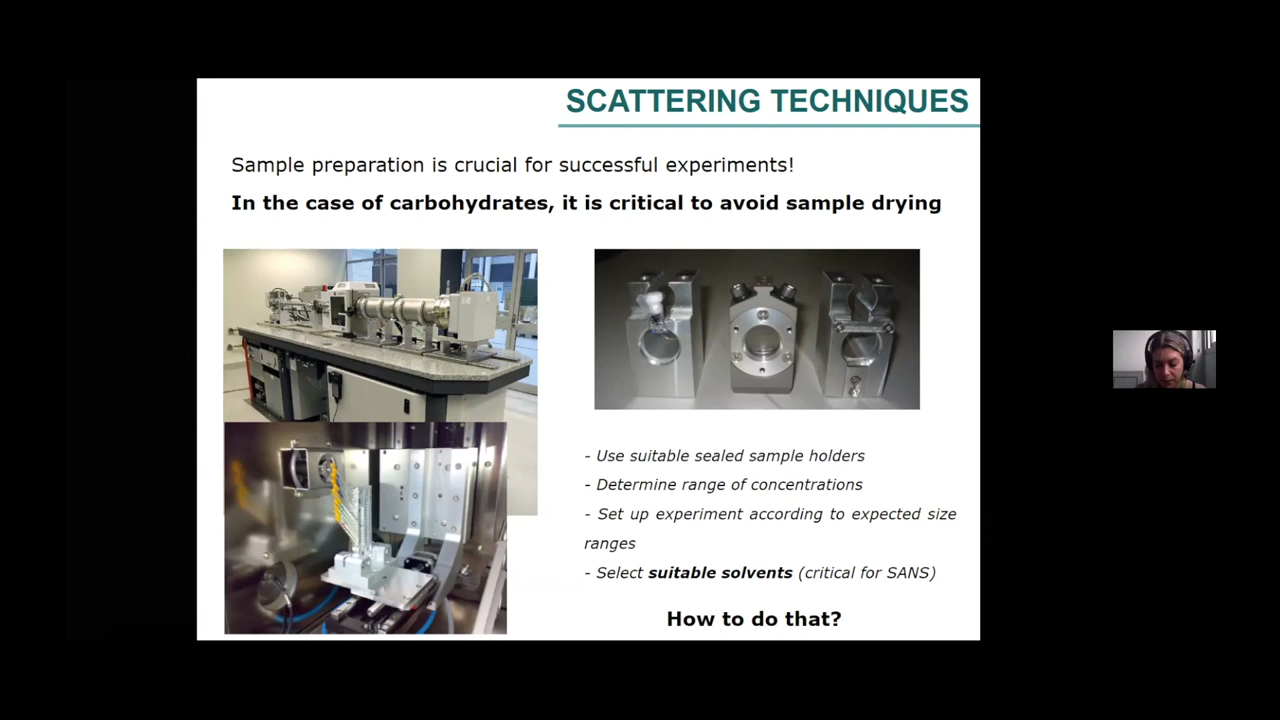 SCATTERING TECHNIQUES
Sample preparation is crucial for successful experiments!
In the case of carbohydrates, it is critical to avoid sample drying
- Use suitable sealed sample holders
- Determine range of concentrations
- Set up experiment according to expected size
ranges
- Select suitable solvents (critical for SANS)
How to do that?